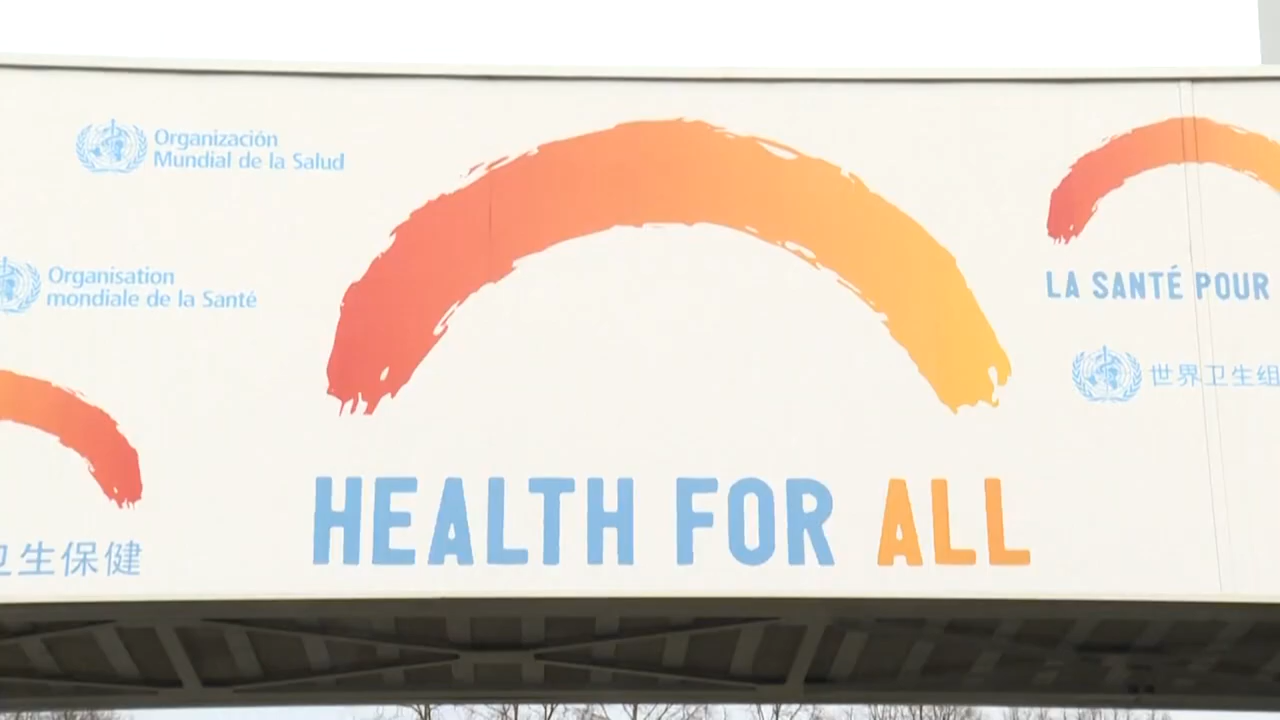 Organización
Mundial de la Salud
Organisation
mondiale de la Santé
生保健
HEALTH FOR ALL
LA SANTÉ POUR
世界卫生组